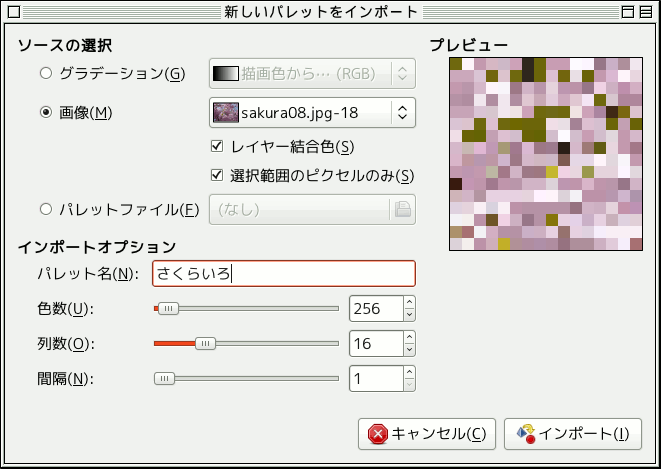 新しいパレットをインポート
ソースの選択
プレビュー
グラデーション(G)
描画色から… (RGB)
画像(M)
sakura08.jpg-18
レイヤー結合色(S)
選択範囲のピクセルのみ(S)
パレットファイル(F)
(なし)
インポートオプション
パレット名(N):
さくらいろ
色数(U):
256
列数(O):
16
間隔(N):
1
キャンセル(C)
インポート(I)